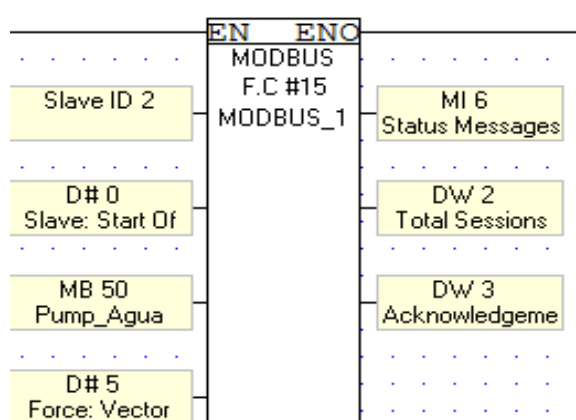 EN ENO
MODBUS
F.C #15
MODBUS_1
Slave ID 2
D# 0
Slave: Start Of
MB 50
Pump_Agua
D# 5
Force: Vector
MI 6
Status Messages
DW 2
Total Sessions
DW 3
Acknowledgeme